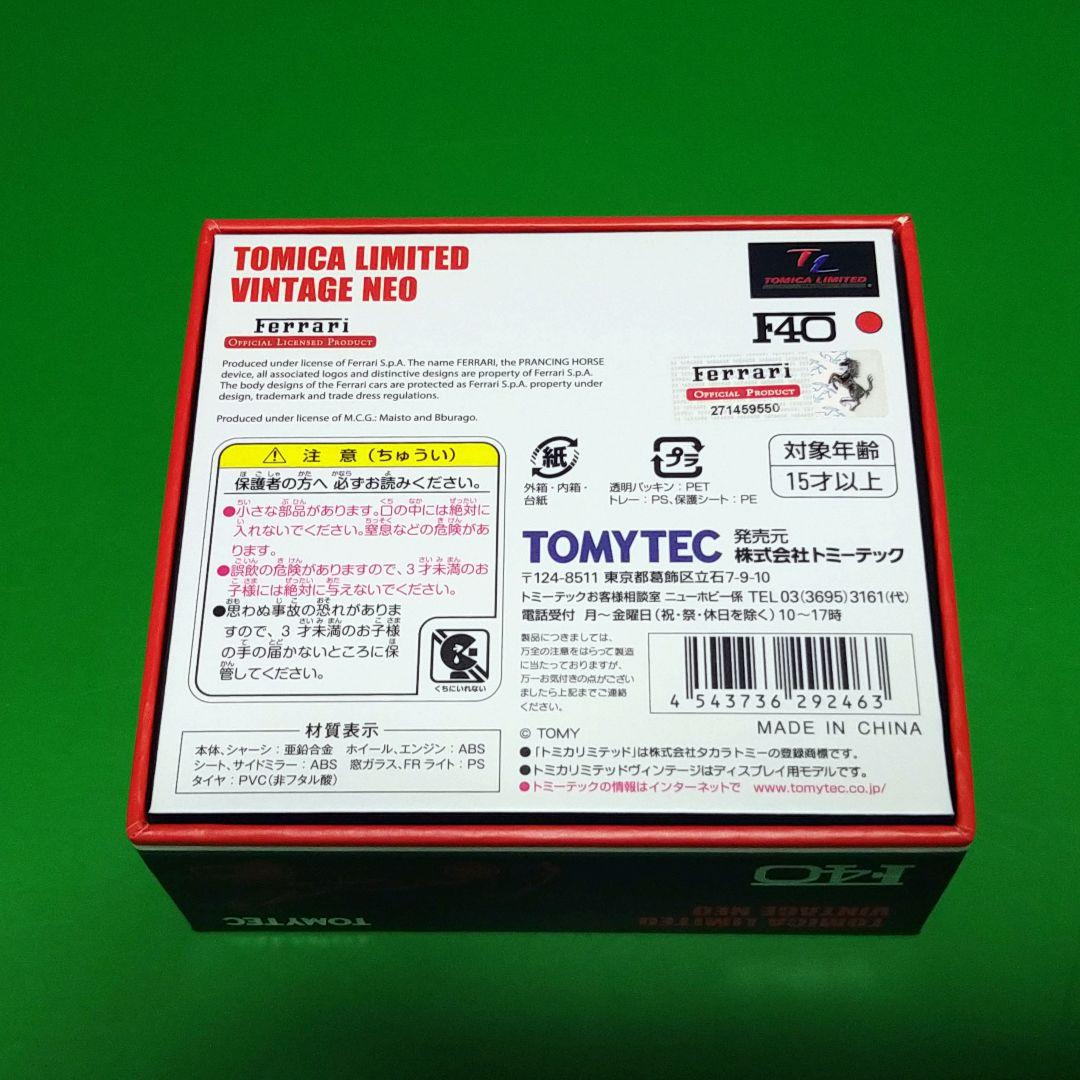 TOMICA LIMITED
VINTAGE NEO
TL
TOMICA LIMITED
Ferrari
OFFICIAL LICENSED PRODUCT
F40
Produced under license of Ferrari S.p.A. The name FERRARI, the PRANCING HORSE
device, all associated logos and distinctive designs are property of Ferrari S.p.A.
The body designs of the Ferrari cars are protected as Ferrari S.p.A. property under
design, trademark and trade dress regulations.
Produced under license of M.C.G.: Maisto and Bburago.
Ferrari
OFFICIAL PRODUCT
271459550
注 意(ちゅうい)
保護者の方へ 必ずお読みください。
●小さな部品があります。口の中には絶対に
入れないでください。窒息などの危険があ
ります。
●誤飲の危険がありますので、3才未満のお
子様には絶対に与えないでください。
●思わぬ事故の恐れがありま
すので、3才未満のお子様
の手の届かないところに保
管してください。
くちにいれない
紙
外箱・内箱・
台紙
プラ
透明パッキン:PET
トレー:PS、保護シート:PE
対象年齢
15才以上
TOMYTEC
発売元
株式会社トミーテック
〒124-8511 東京都葛飾区立石7-9-10
トミーテックお客様相談室 ニューホビー係 TEL 03(3695)3161(代)
電話受付 月〜金曜日(祝・祭・休日を除く)10〜17時
製品につきましては、
万全の注意をはらって製造
に当たっておりますが、
万一お気付きの点がござい
ましたら上記までご連絡
ください。
4 543736 292463
MADE IN CHINA
© TOMY
●「トミカリミテッド」は株式会社タカラトミーの登録商標です。
●トミカリミテッドヴィンテージはディスプレイ用モデルです。
●トミーテックの情報はインターネットで www.tomytec.co.jp/
材質表示
本体、シャーシ:亜鉛合金 ホイール、エンジン:ABS
シート、サイドミラー:ABS 窓ガラス、FRライト:PS
タイヤ:PVC(非フタル酸)
F40
TOMICA LIMITED
VINTAGE NEO
TOMYTEC